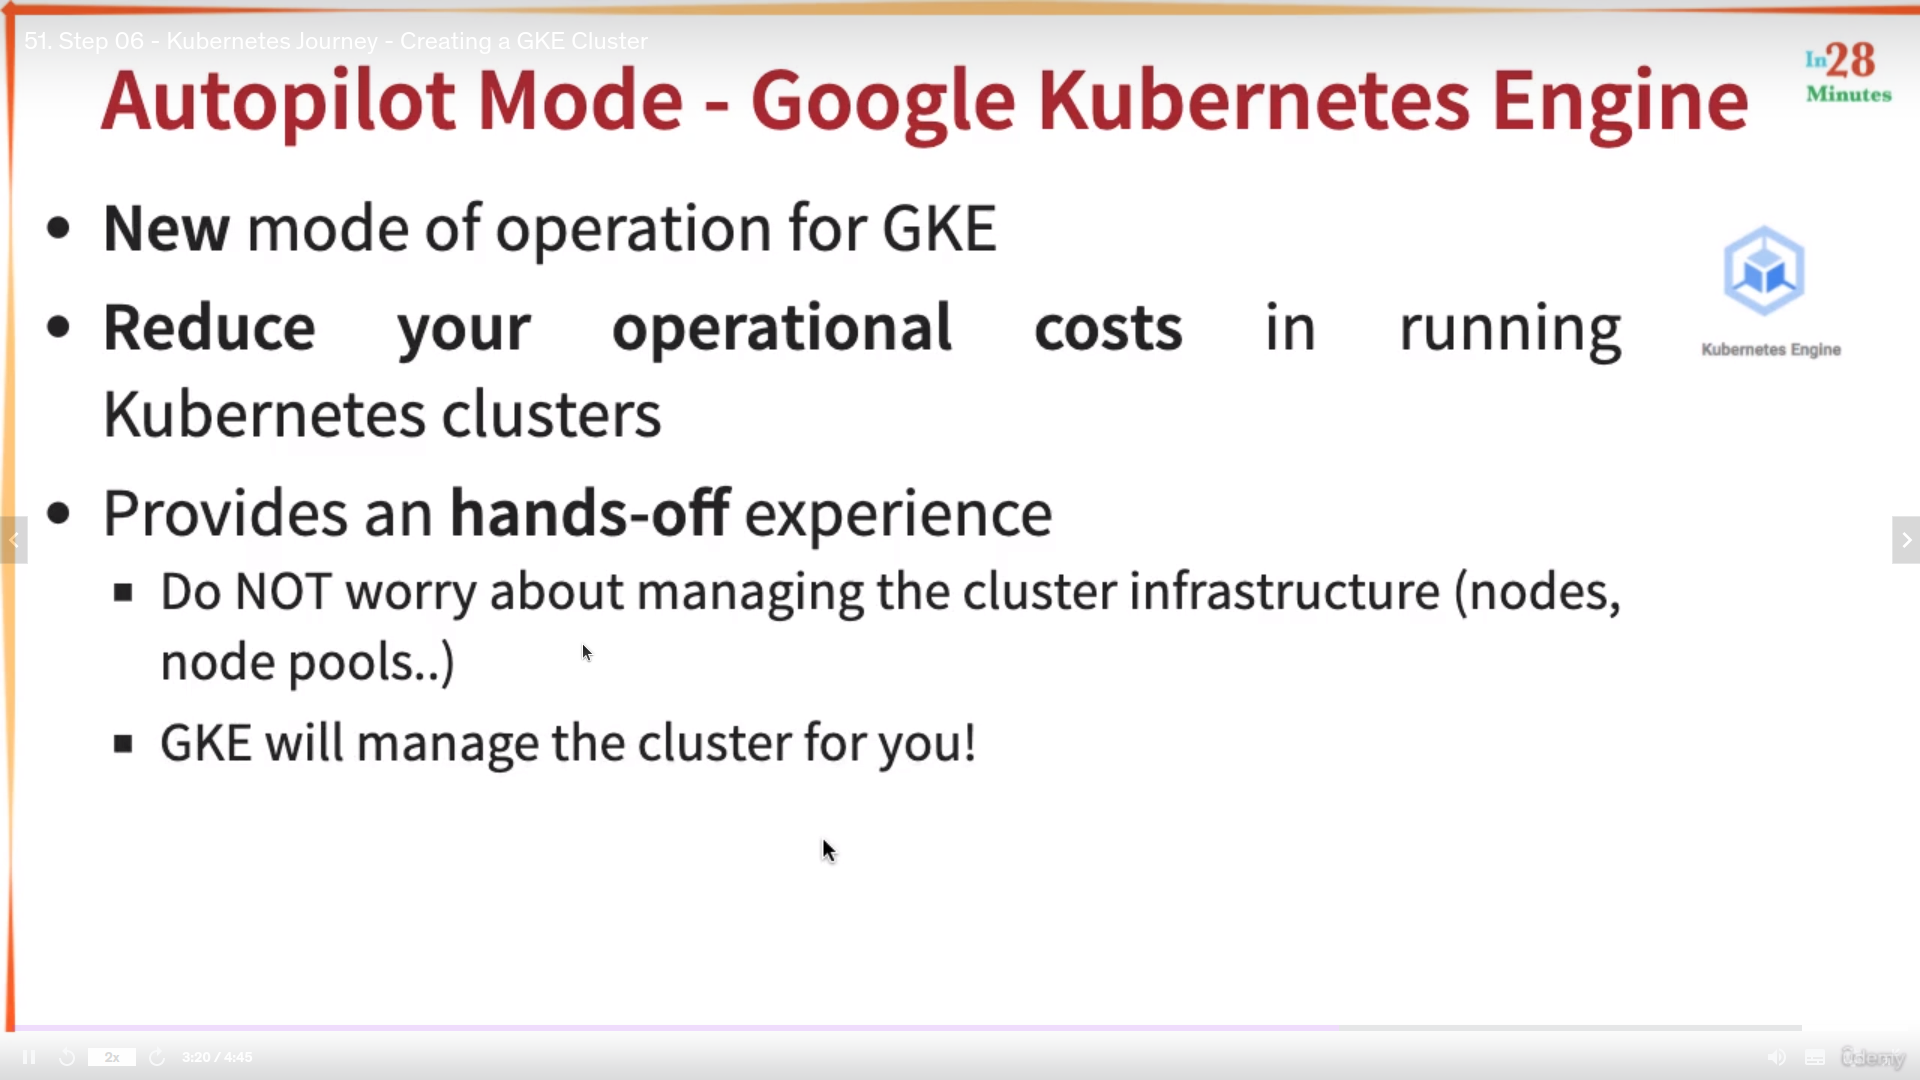 51. Step 06 - Kubernetes Journey - Creating a GKE Cluster
In28
Minutes
Autopilot Mode - Google Kubernetes Engine
• New mode of operation for GKE
• Reduce your operational costs in running
Kubernetes clusters
Kubernetes Engine
• Provides an hands-off experience
▪ Do NOT worry about managing the cluster infrastructure (nodes,
node pools..)
▪ GKE will manage the cluster for you!
2x
3:20 / 4:45
ûdemy